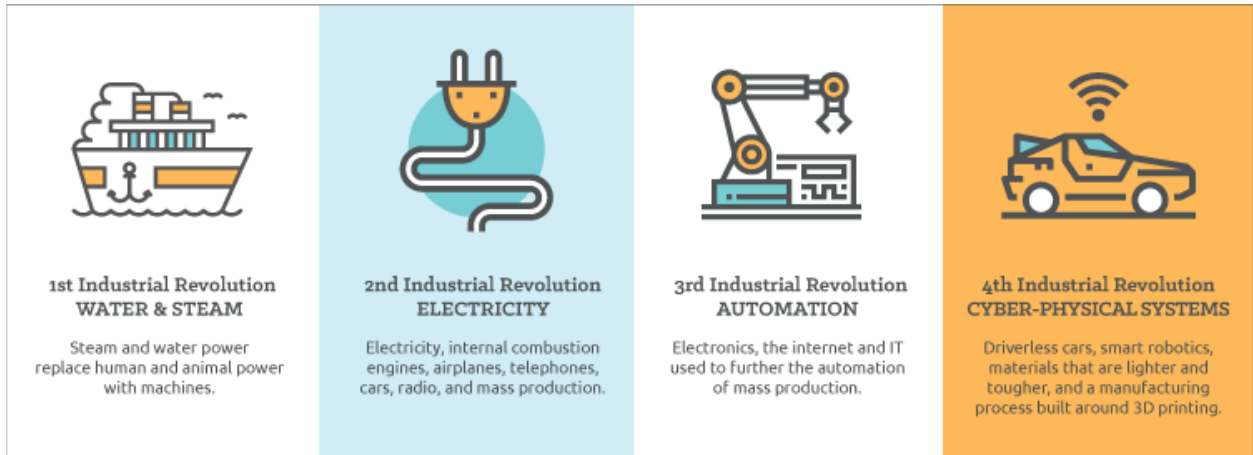 1st Industrial Revolution
WATER & STEAM
Steam and water power
replace human and animal power
with machines.
2nd Industrial Revolution
ELECTRICITY
Electricity, internal combustion
engines, airplanes, telephones,
cars, radio, and mass production.
3rd Industrial Revolution
AUTOMATION
Electronics, the internet and IT
used to further the automation
of mass production.
4th Industrial Revolution
CYBER-PHYSICAL SYSTEMS
Driverless cars, smart robotics,
materials that are lighter and
tougher, and a manufacturing
process built around 3D printing.